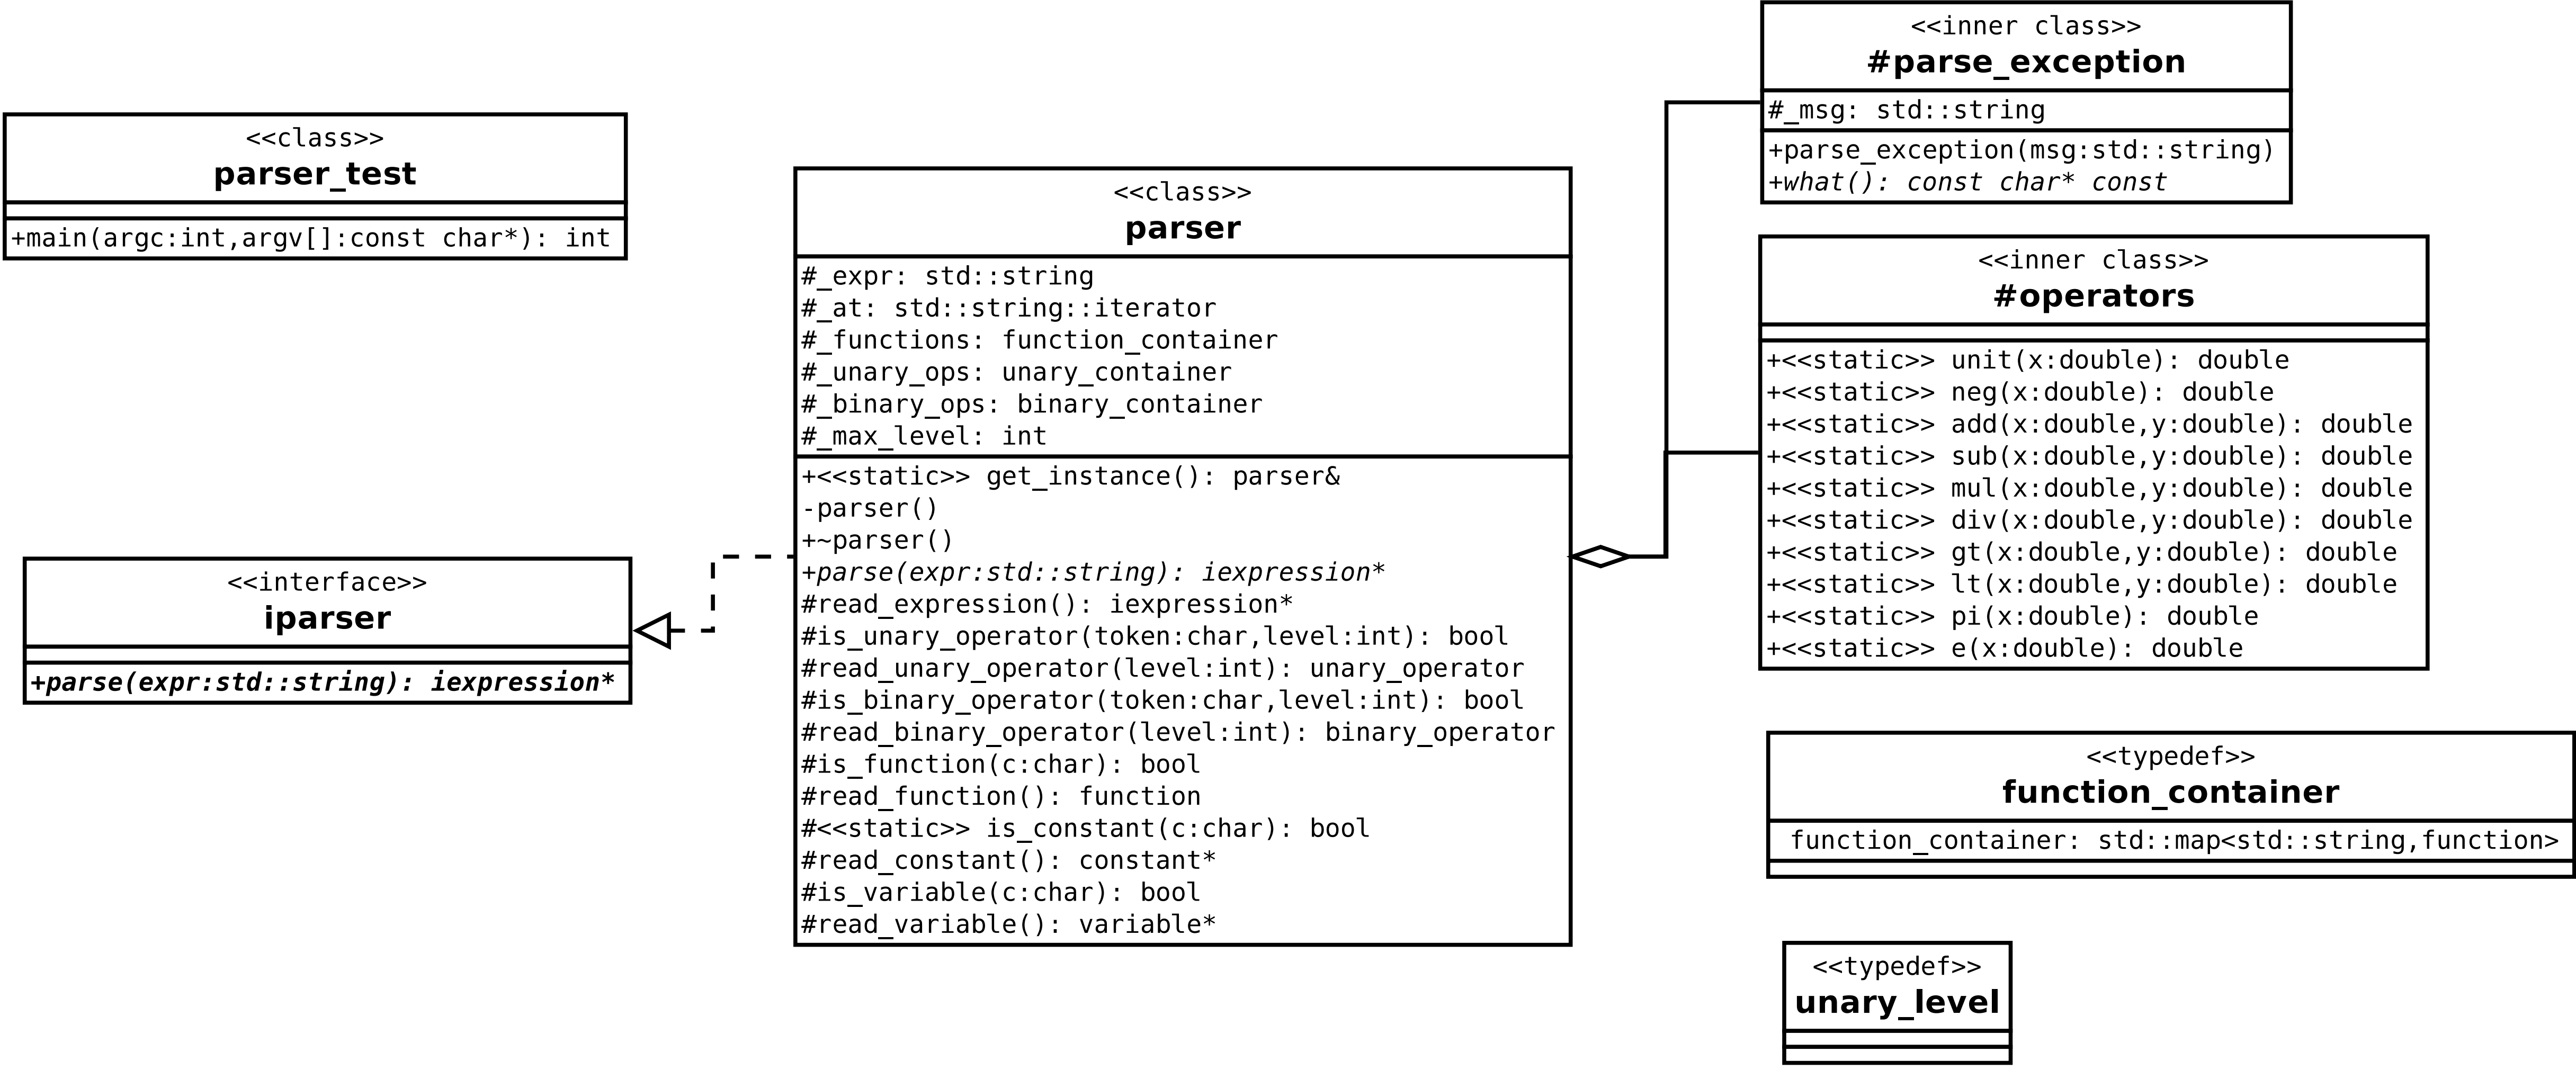 <<class>>
parser_test
+main(argc:int,argv[]:const char*): int
<<interface>>
iparser
+parse(expr:std::string): iexpression*
<<class>>
parser
#_expr: std::string
#_at: std::string::iterator
#_functions: function_container
#_unary_ops: unary_container
#_binary_ops: binary_container
#_max_level: int
+<<static>> get_instance(): parser&
-parser()
+~parser()
+parse(expr:std::string): iexpression*
#read_expression(): iexpression*
#is_unary_operator(token:char,level:int): bool
#read_unary_operator(level:int): unary_operator
#is_binary_operator(token:char,level:int): bool
#read_binary_operator(level:int): binary_operator
#is_function(c:char): bool
#read_function(): function
#<<static>> is_constant(c:char): bool
#read_constant(): constant*
#is_variable(c:char): bool
#read_variable(): variable*
<<inner class>>
#parse_exception
#_msg: std::string
+parse_exception(msg:std::string)
+what(): const char* const
<<inner class>>
#operators
+<<static>> unit(x:double): double
+<<static>> neg(x:double): double
+<<static>> add(x:double,y:double): double
+<<static>> sub(x:double,y:double): double
+<<static>> mul(x:double,y:double): double
+<<static>> div(x:double,y:double): double
+<<static>> gt(x:double,y:double): double
+<<static>> lt(x:double,y:double): double
+<<static>> pi(x:double): double
+<<static>> e(x:double): double
<<typedef>>
function_container
function_container: std::map<std::string,function>
<<typedef>>
unary_level